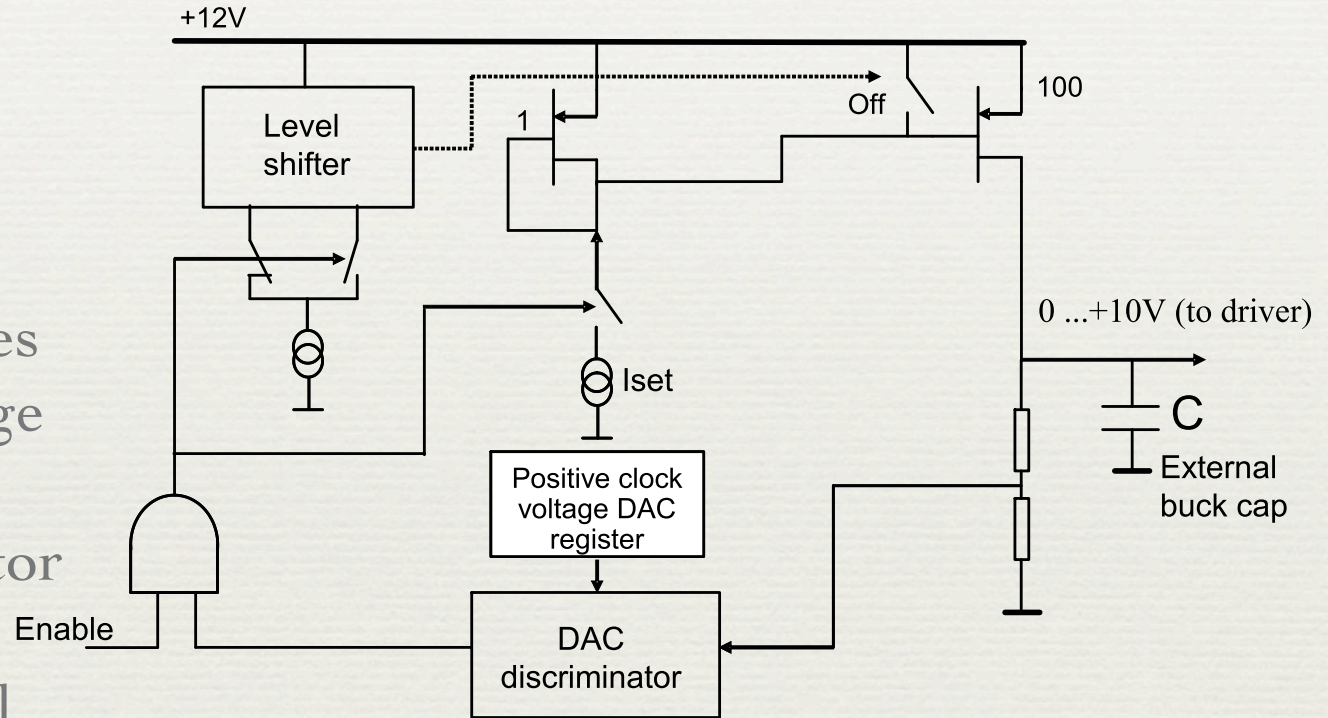 +12V
Level
shifter
1
Off
100
0 ...+10V (to driver)
Iset
C
External
buck cap
Positive clock
voltage DAC
register
Enable
DAC
discriminator